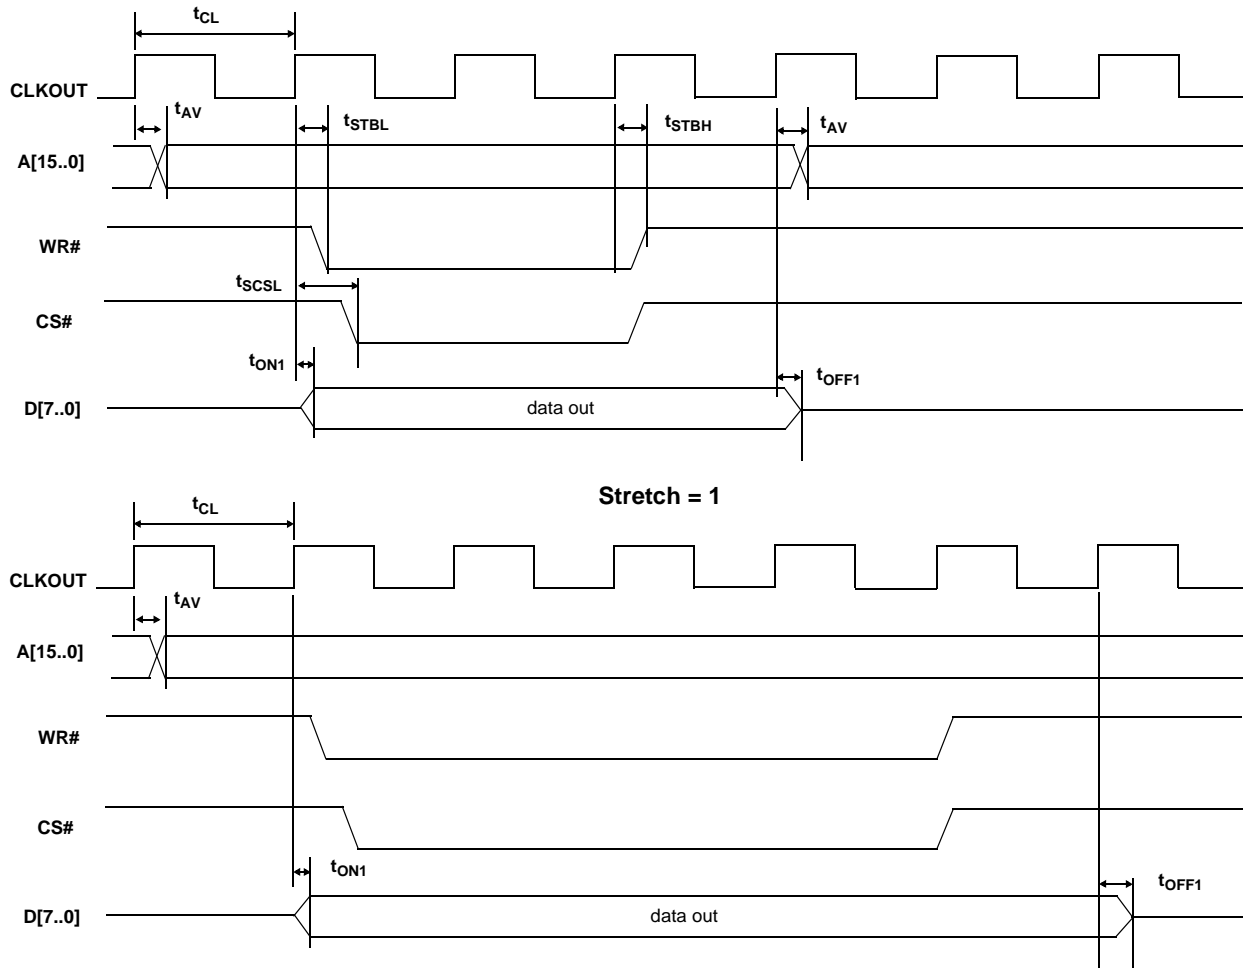 tCL
CLKOUT
tAV
tSTBL
tSTBH
tAV
A[15..0]
WR#
tSCSL
CS#
tON1
tOFF1
D[7..0]
data out
Stretch = 1
tCL
CLKOUT
tAV
A[15..0]
WR#
CS#
tON1
tOFF1
D[7..0]
data out